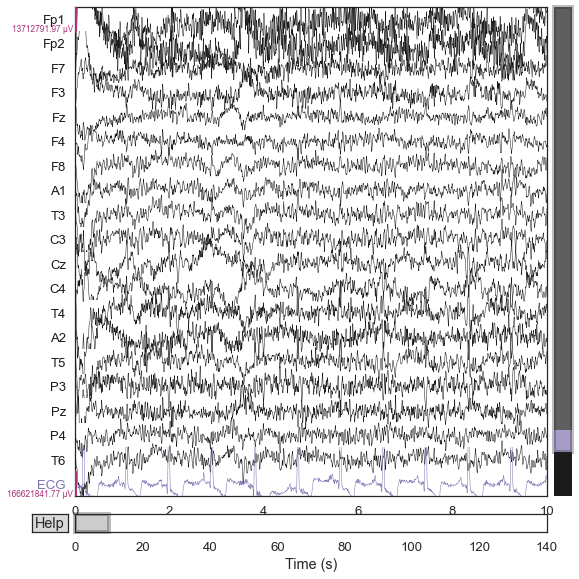 Fp1
13712791.97 µV
Fp2
F7
F3
Fz
F4
F8
A1
T3
C3
Cz
C4
T4
A2
T5
P3
Pz
P4
T6
ECG
166621841.77 µV
0 2 4 6 8 10
Help
0 20 40 60 80 100 120 140
Time (s)